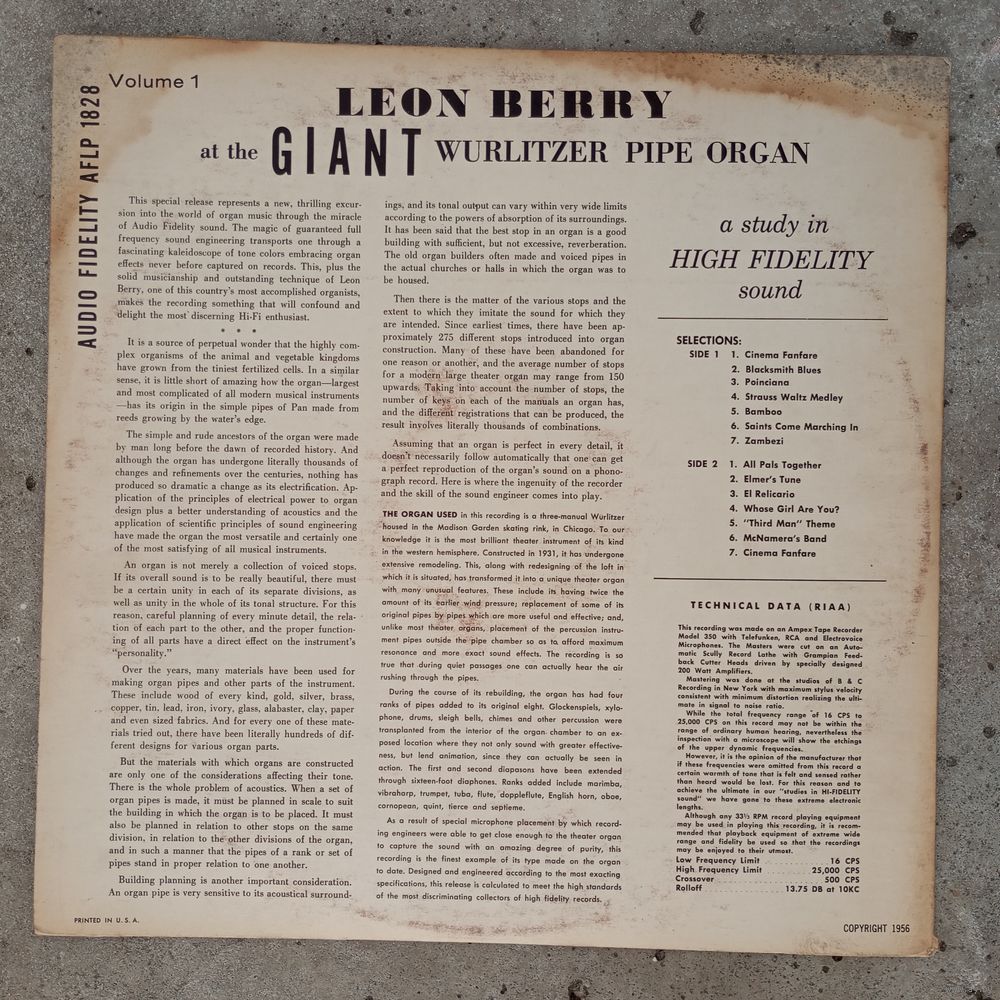 Volume 1
AUDIO FIDELITY AFLP 1828
LEON BERRY
at the GIANT WURLITZER PIPE ORGAN
This special release represents a new, thrilling excur-
sion into the world of organ music through the miracle
of Audio Fidelity sound. The magic of guaranteed full
frequency sound engineering transports one through a
fascinating kaleidoscope of tone colors embracing organ
effects never before captured on records. This, plus the
solid musicianship and outstanding technique of Leon
Berry, one of this country's most accomplished organists,
makes the recording something that will confound and
delight the most discerning Hi-Fi enthusiast.
* * *
It is a source of perpetual wonder that the highly com-
plex organisms of the animal and vegetable kingdoms
have grown from the tiniest fertilized cells. In a similar
sense, it is little short of amazing how the organ—largest
and most complicated of all modern musical instruments
—has its origin in the simple pipes of Pan made from
reeds growing by the water's edge.
The simple and rude ancestors of the organ were made
by man long before the dawn of recorded history. And
although the organ has undergone literally thousands of
changes and refinements over the centuries, nothing has
produced so dramatic a change as its electrification. Ap-
plication of the principles of electrical power to organ
design plus a better understanding of acoustics and the
application of scientific principles of sound engineering
have made the organ the most versatile and certainly one
of the most satisfying of all musical instruments.
An organ is not merely a collection of voiced stops.
If its overall sound is to be really beautiful, there must
be a certain unity in each of its separate divisions, as
well as unity in the whole of its tonal structure. For this
reason, careful planning of every minute detail, the rela-
tion of each part to the other, and the proper function-
ing of all parts have a direct effect on the instrument's
"personality."
Over the years, many materials have been used for
making organ pipes and other parts of the instrument.
These include wood of every kind, gold, silver, brass,
copper, tin, lead, iron, ivory, glass, alabaster, clay, paper
and even sized fabrics. And for every one of these mate-
rials tried out, there have been literally hundreds of dif-
ferent designs for various organ parts.
But the materials with which organs are constructed
are only one of the considerations affecting their tone.
There is the whole problem of acoustics. When a set of
organ pipes is made, it must be planned in scale to suit
the building in which the organ is to be placed. It must
also be planned in relation to other stops on the same
division, in relation to the other divisions of the organ,
and in such a manner that the pipes of a rank or set of
pipes stand in proper relation to one another.
Building planning is another important consideration.
An organ pipe is very sensitive to its acoustical surround-
ings, and its tonal output can vary within very wide limits
according to the powers of absorption of its surroundings.
It has been said that the best stop in an organ is a good
building with sufficient, but not excessive, reverberation.
The old organ builders often made and voiced pipes in
the actual churches or halls in which the organ was to
be housed.
Then there is the matter of the various stops and the
extent to which they imitate the sound for which they
are intended. Since earliest times, there have been ap-
proximately 275 different stops introduced into organ
construction. Many of these have been abandoned for
one reason or another, and the average number of stops
for a modern large theater organ may range from 150
upwards. Taking into account the number of stops, the
number of keys on each of the manuals an organ has,
and the different registrations that can be produced, the
result involves literally thousands of combinations.
Assuming that an organ is perfect in every detail, it
doesn't necessarily follow automatically that one can get
a perfect reproduction of the organ's sound on a phono-
graph record. Here is where the ingenuity of the recorder
and the skill of the sound engineer comes into play.
THE ORGAN USED in this recording is a three-manual Wurlitzer
housed in the Madison Garden skating rink, in Chicago. To our
knowledge it is the most brilliant theater instrument of its kind
in the western hemisphere. Constructed in 1931, it has undergone
extensive remodeling. This, along with redesigning of the loft in
which it is situated, has transformed it into a unique theater organ
with many unusual features. These include its having twice the
amount of its earlier wind pressure; replacement of some of its
original pipes by pipes which are more useful and effective; and,
unlike most theater organs, placement of the percussion instru-
ment pipes outside the pipe chamber so as to afford maximum
resonance and more exact sound effects. The recording is so
true that during quiet passages one can actually hear the air
rushing through the pipes.
During the course of its rebuilding, the organ has had four
ranks of pipes added to its original eight. Glockenspiels, xylo-
phone, drums, sleigh bells, chimes and other percussion were
transplanted from the interior of the organ chamber to an ex-
posed location where they not only sound with greater effective-
ness, but lend animation, since they can actually be seen in
action. The first and second diapasons have been extended
through sixteen-foot diaphones. Ranks added include marimba,
vibraharp, trumpet, tuba, flute, doppleflute, English horn, oboe,
cornopean, quint, tierce and septieme.
As a result of special microphone placement by which record-
ing engineers were able to get close enough to the theater organ
to capture the sound with an amazing degree of purity, this
recording is the finest example of its type made on the organ
to date. Designed and engineered according to the most exacting
specifications, this release is calculated to meet the high standards
of the most discriminating collectors of high fidelity records.
a study in
HIGH FIDELITY
sound
SELECTIONS:
SIDE 1 1. Cinema Fanfare
2. Blacksmith Blues
3. Poinciana
4. Strauss Waltz Medley
5. Bamboo
6. Saints Come Marching In
7. Zambezi
SIDE 2 1. All Pals Together
2. Elmer's Tune
3. El Relicario
4. Whose Girl Are You?
5. "Third Man" Theme
6. McNamera's Band
7. Cinema Fanfare
TECHNICAL DATA (RIAA)
This recording was made on an Ampex Tape Recorder
Model 350 with Telefunken, RCA and Electrovoice
Microphones. The Masters were cut on an Auto-
matic Scully Record Lathe with Grampian Feed-
back Cutter Heads driven by specially designed
200 Watt Amplifiers.
Mastering was done at the studios of B & C
Recording in New York with maximum stylus velocity
consistent with minimum distortion realizing the ulti-
mate in signal to noise ratio.
While the total frequency range of 16 CPS to
25,000 CPS on this record may not be within the
range of ordinary human hearing, nevertheless the
inspection with a microscope will show the etchings
of the upper dynamic frequencies.
However, it is the opinion of the manufacturer that
if these frequencies were omitted from this record a
certain warmth of tone that is felt and sensed rather
than heard would be lost. For this reason and to
achieve the ultimate in our "studies in HI-FIDELITY
sound" we have gone to these extreme electronic
lengths.
Although any 33⅓ RPM record playing equipment
may be used in playing this recording, it is recom-
mended that playback equipment of extreme wide
range and fidelity be used so that the recordings
may be enjoyed to their utmost.
Low Frequency Limit ........ 16 CPS
High Frequency Limit ........ 25,000 CPS
Crossover ........ 500 CPS
Rolloff ........ 13.75 DB at 10KC
PRINTED IN U.S.A.
COPYRIGHT 1956